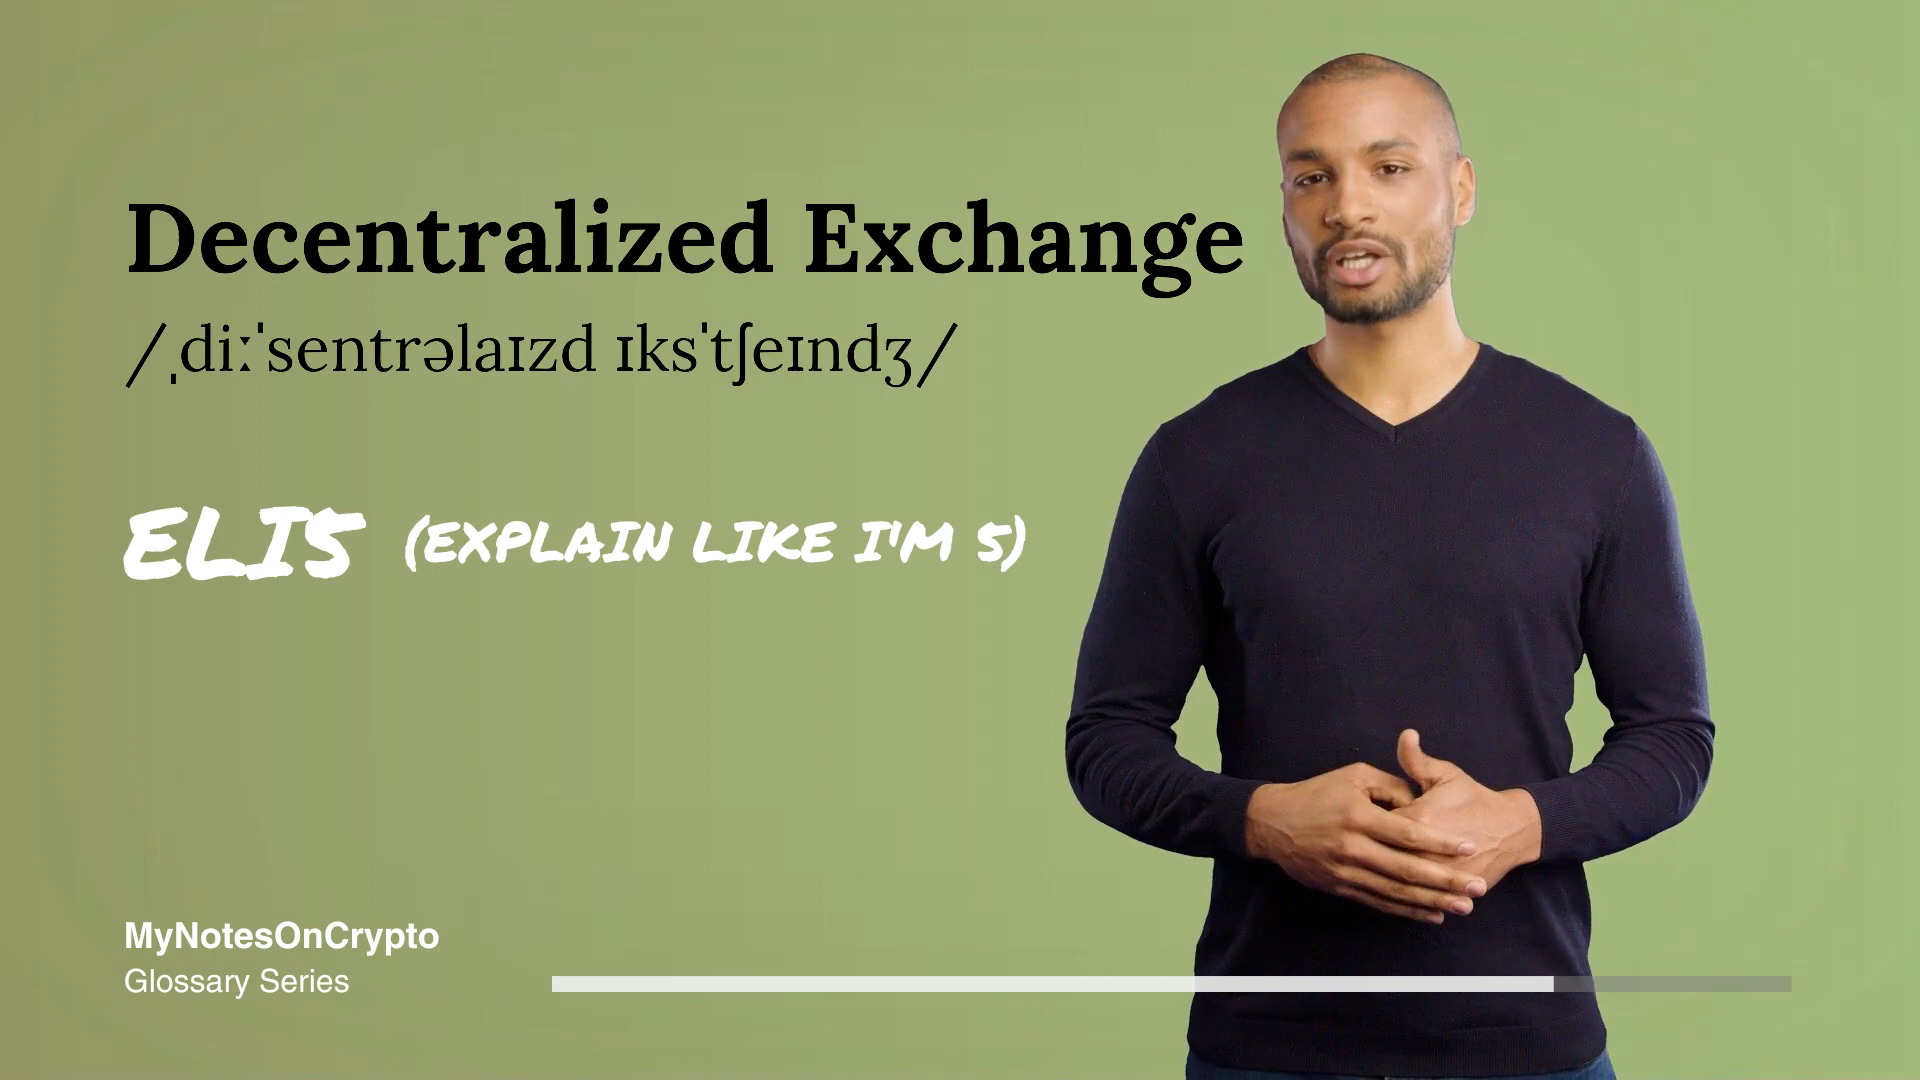 Decentralized Exchange
/ˌdiːˈsentrəlaɪzd ɪksˈtʃeɪndʒ/
ELI5 (EXPLAIN LIKE I'M 5)
MyNotesOnCrypto
Glossary Series